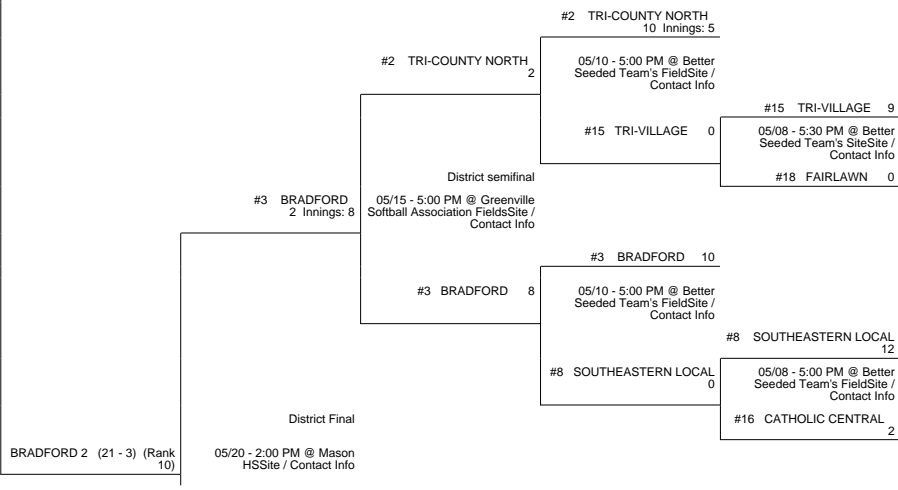 #2 TRI-COUNTY NORTH
10 Innings: 5
#2 TRI-COUNTY NORTH
2
05/10 - 5:00 PM @ Better
Seeded Team's FieldSite /
Contact Info
#15 TRI-VILLAGE 9
#15 TRI-VILLAGE 0
05/08 - 5:30 PM @ Better
Seeded Team's SiteSite /
Contact Info
#18 FAIRLAWN 0
District semifinal
#3 BRADFORD
2 Innings: 8
05/15 - 5:00 PM @ Greenville
Softball Association FieldsSite /
Contact Info
#3 BRADFORD 10
#3 BRADFORD 8
05/10 - 5:00 PM @ Better
Seeded Team's FieldSite /
Contact Info
#8 SOUTHEASTERN LOCAL
12
#8 SOUTHEASTERN LOCAL
0
05/08 - 5:00 PM @ Better
Seeded Team's FieldSite /
Contact Info
#16 CATHOLIC CENTRAL
2
District Final
BRADFORD 2 (21 - 3) (Rank
10)
05/20 - 2:00 PM @ Mason
HSSite / Contact Info